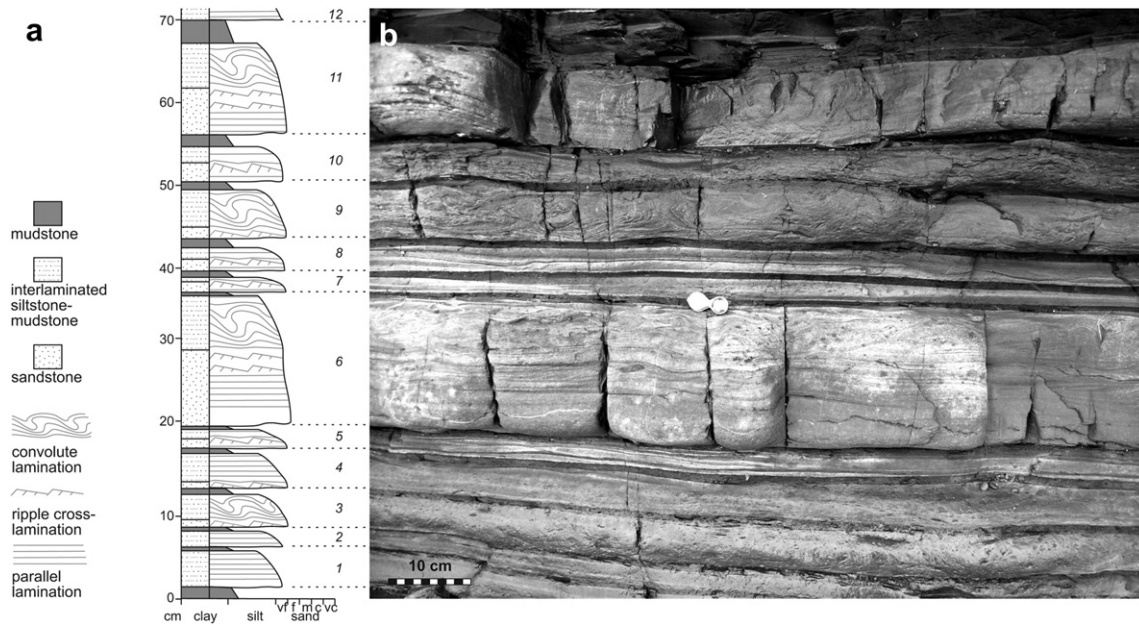 a
b
70
60
50
40
30
20
10
0
12
11
10
9
8
7
6
5
4
3
2
1
mudstone
interlaminated
siltstone-
mudstone
sandstone
convolute
lamination
ripple cross-
lamination
parallel
lamination
10 cm
vf f m c vc
cm clay silt sand